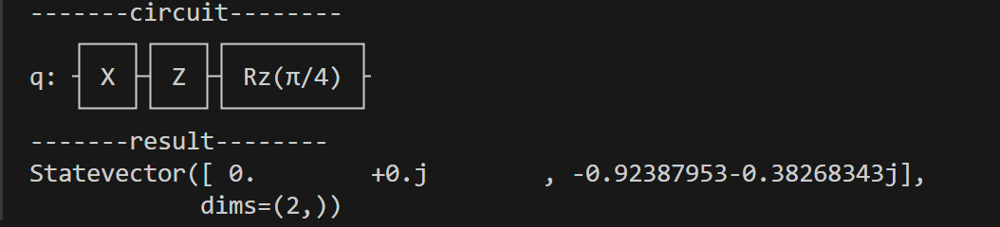 -------circuit--------
q: X Z Rz(π/4)
-------result--------
Statevector([ 0.        +0.j        , -0.92387953-0.38268343j],
            dims=(2,))